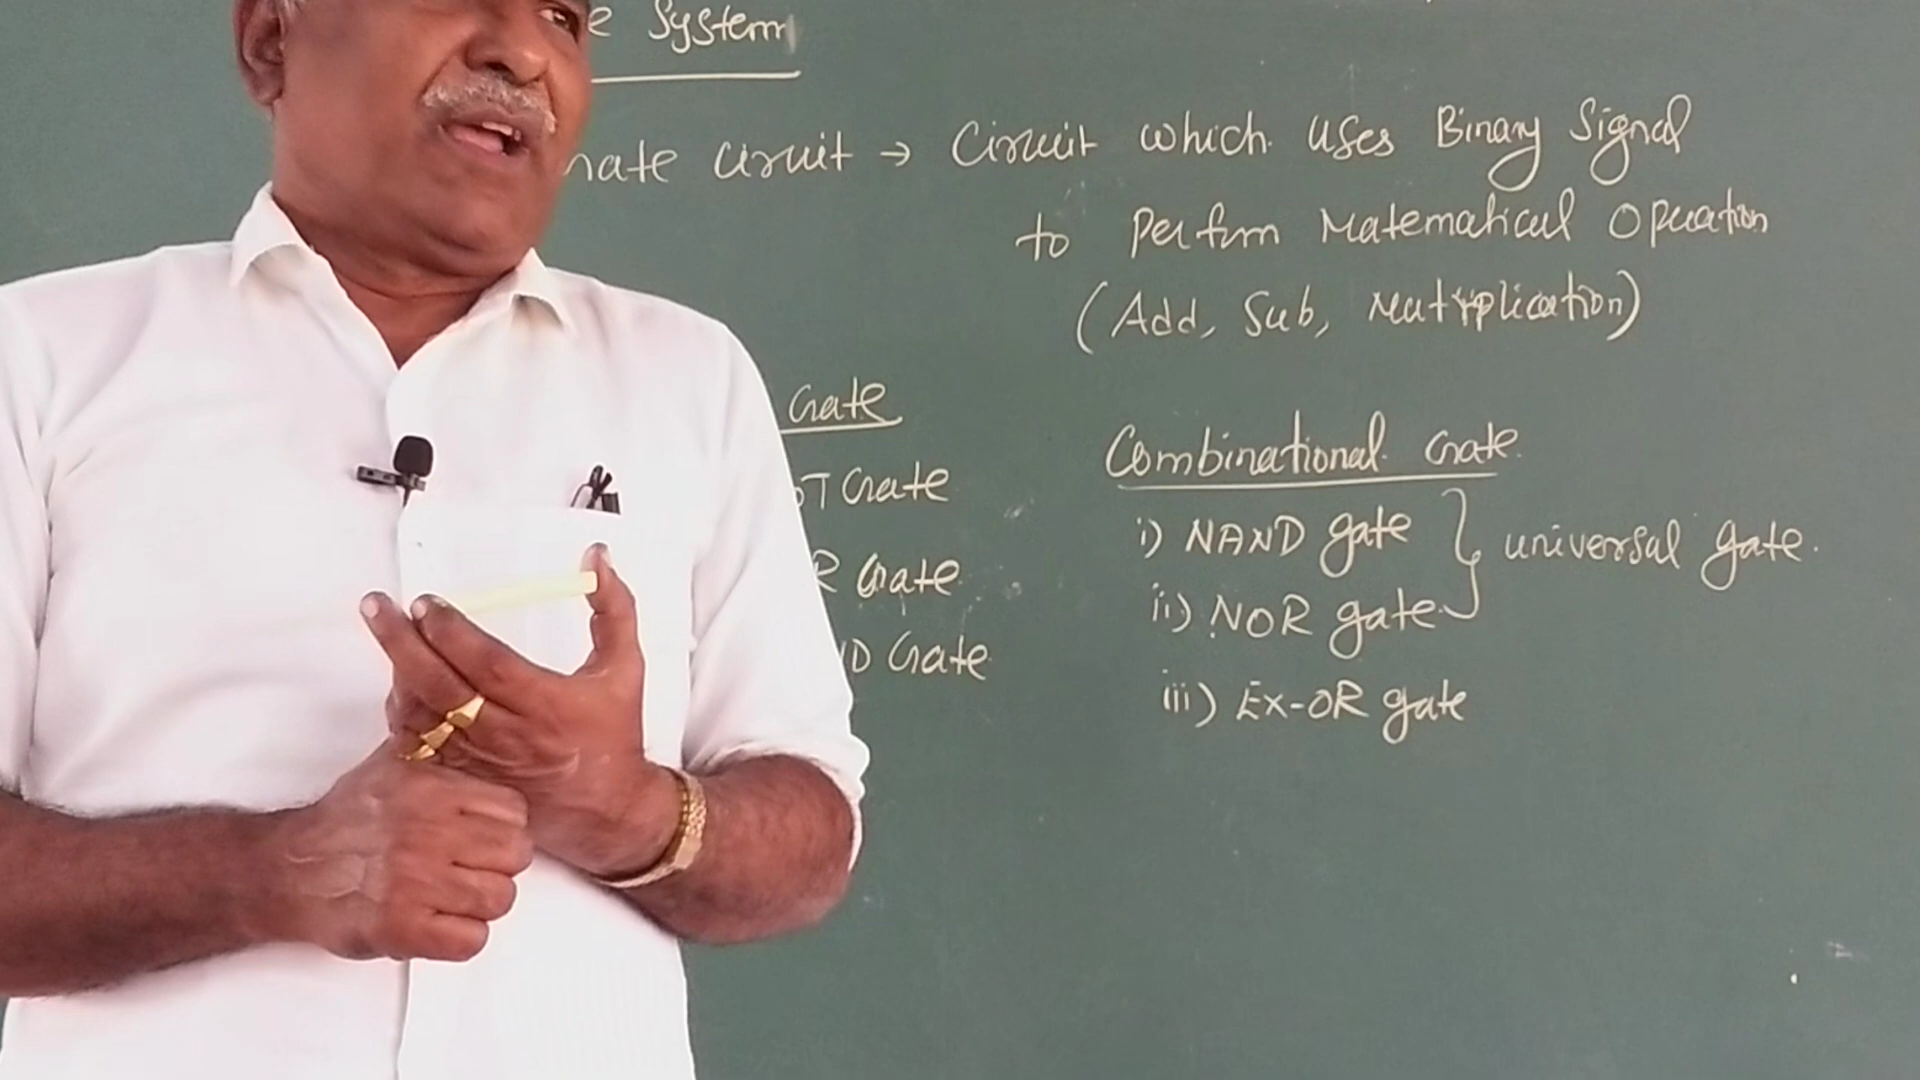 System
circuit → Circuit which uses Binary Signal
to Perform Matematical Operation
(Add, Sub, Multiplication)
Gate
Combinational Gate
T Gate
i) NAND gate } universal gate.
R Gate
ii) NOR gate
D Gate
iii) Ex-OR gate